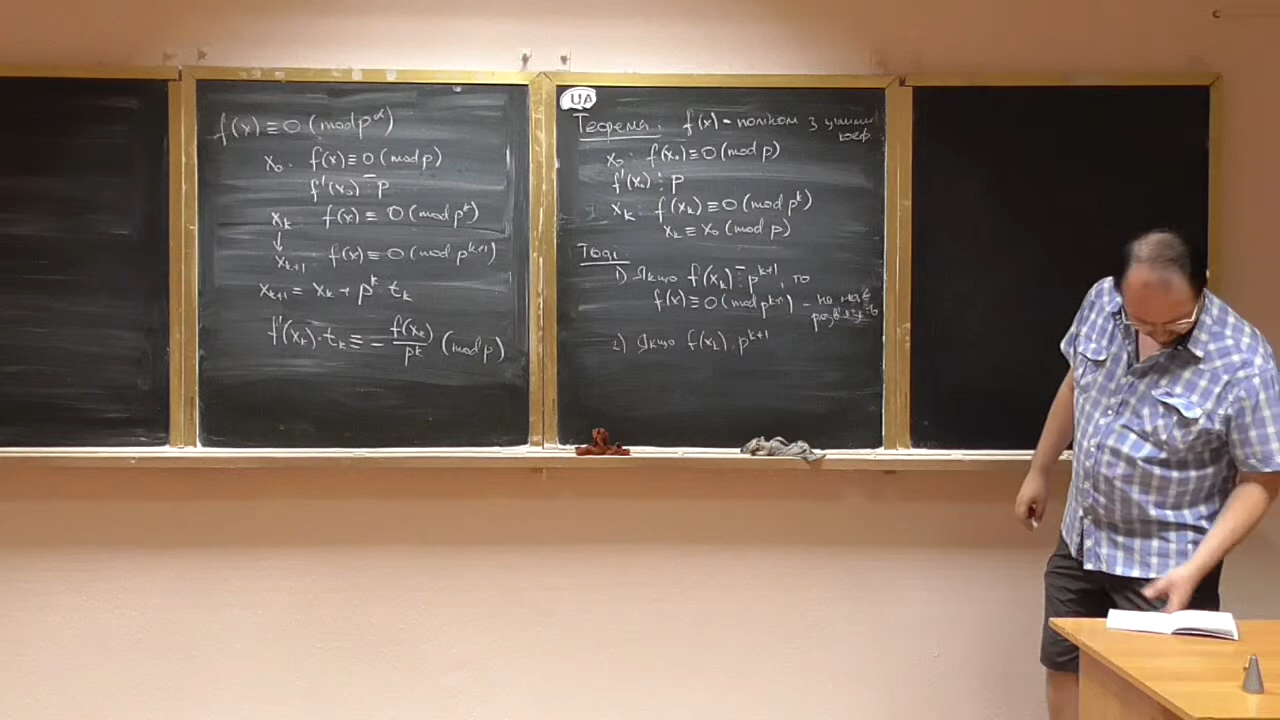 f(x) ≡ 0 (mod p^α)
x₀: f(x) ≡ 0 (mod p)
f'(x₀) ⋮̅ p
x_k f(x) ≡ 0 (mod p^k)
↓
x_{k+1}: f(x) ≡ 0 (mod p^{k+1})
x_{k+1} = x_k + p^k · t_k
f'(x_k) · t_k ≡ - f(x_k)/p^k (mod p)
UA
Теорема: f(x) - поліном з цілими коеф.
x₀: f(x₀) ≡ 0 (mod p)
f'(x₀) ⋮ p
x_k: f(x_k) ≡ 0 (mod p^k)
x_k ≡ x₀ (mod p)
Тоді
1) Якщо f(x_k) ⋮̅ p^{k+1}, то
f(x) ≡ 0 (mod p^{k+1}) - не має розв'язків
2) Якщо f(x_k) ⋮ p^{k+1}